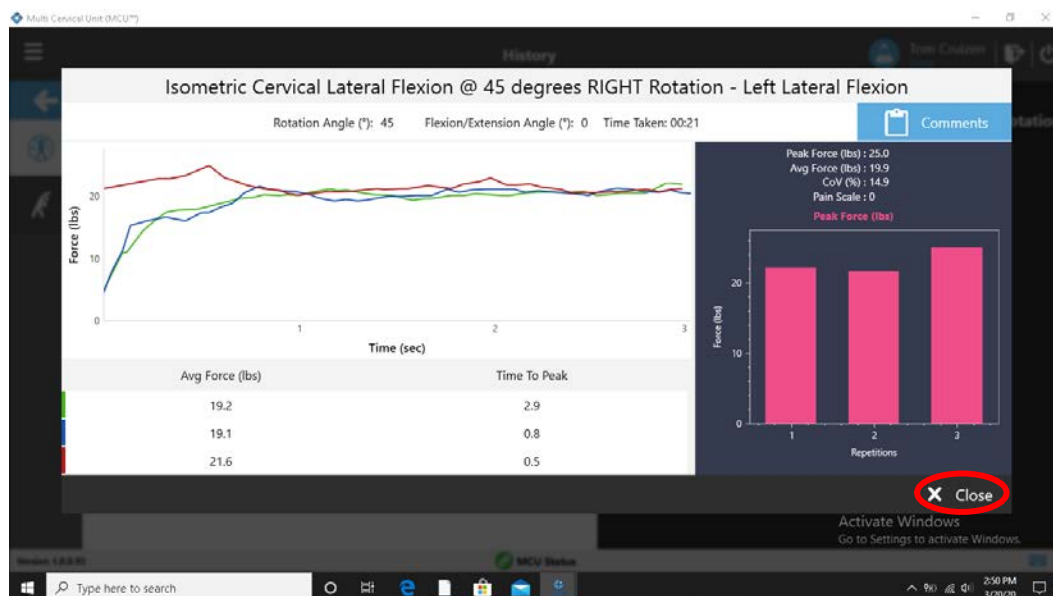 Multi Cervical Unit (MCU™)
History
Tom Cruizen
Isometric Cervical Lateral Flexion @ 45 degrees RIGHT Rotation - Left Lateral Flexion
Rotation Angle (°): 45 Flexion/Extension Angle (°): 0 Time Taken: 00:21
Comments
Peak Force (lbs) : 25.0
Avg Force (lbs) : 19.9
CoV (%) : 14.9
Pain Scale : 0
Peak Force (lbs)
Force (lbs)
20
10
0
1 2 3
Time (sec)
Force (lbs)
20
10
0
1 2 3
Repetitions
Avg Force (lbs) Time To Peak
19.2 2.9
19.1 0.8
21.6 0.5
Close
Activate Windows
Go to Settings to activate Windows.
MCU Status
Type here to search
2:50 PM
3/20/20